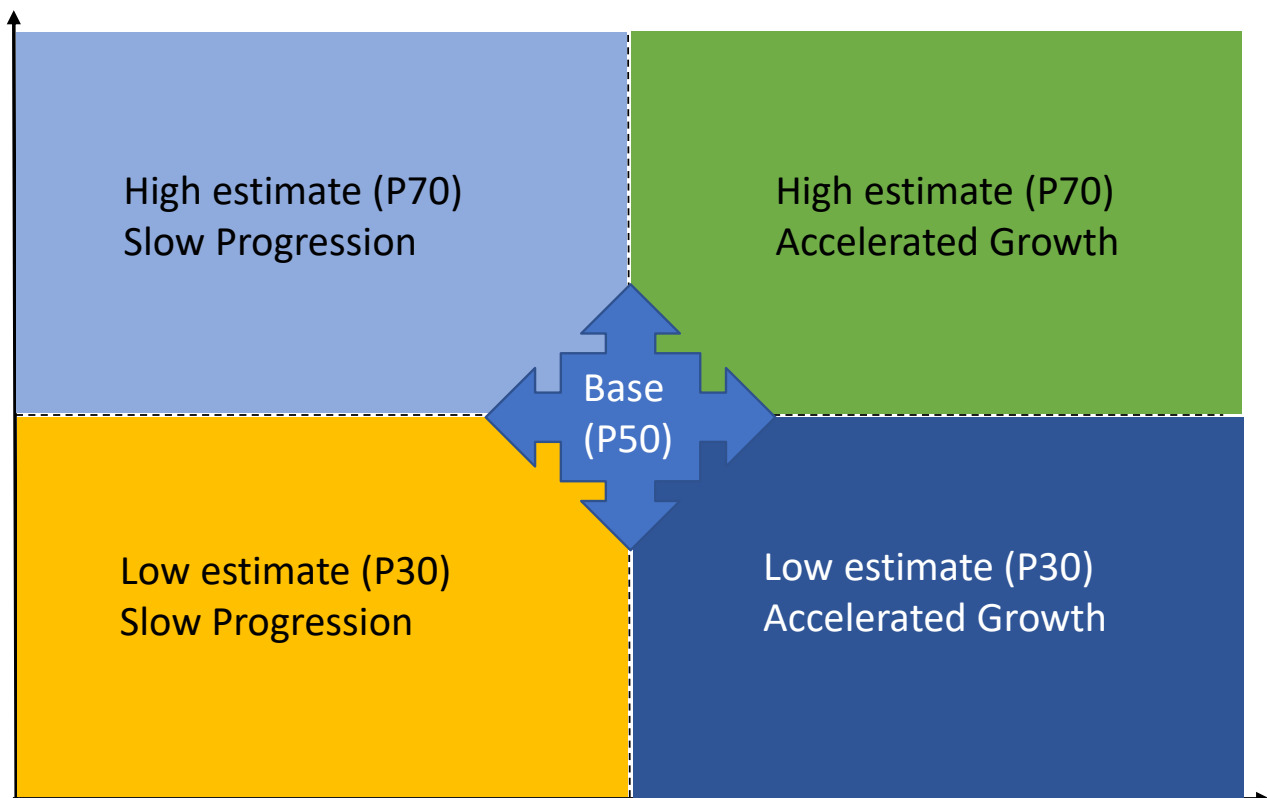 High estimate (P70)
Slow Progression
High estimate (P70)
Accelerated Growth
Base
(P50)
Low estimate (P30)
Slow Progression
Low estimate (P30)
Accelerated Growth